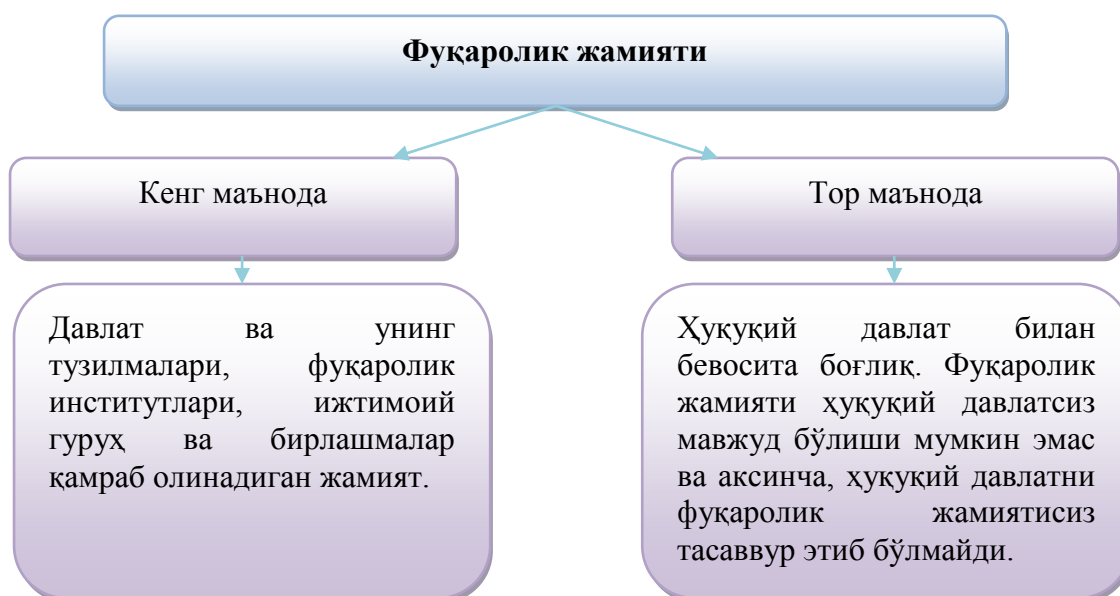 Фуқаролик жамияти
Кенг маънода
Тор маънода
Давлат ва унинг
тузилмалари, фуқаролик
институтлари, ижтимоий
гуруҳ ва бирлашмалар
қамраб олинадиган жамият.
Ҳуқуқий давлат билан
бевосита боғлиқ. Фуқаролик
жамияти ҳуқуқий давлатсиз
мавжуд бўлиши мумкин эмас
ва аксинча, ҳуқуқий давлатни
фуқаролик жамиятисиз
тасаввур этиб бўлмайди.